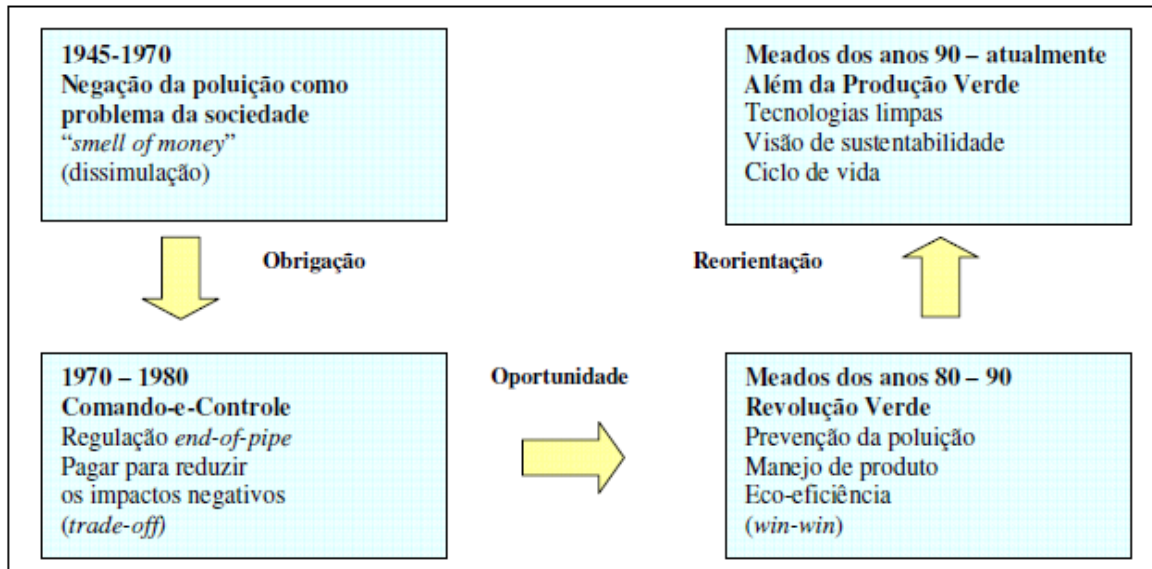 1945-1970
Negação da poluição como
problema da sociedade
“smell of money”
(dissimulação)
Obrigação
1970 – 1980
Comando-e-Controle
Regulação end-of-pipe
Pagar para reduzir
os impactos negativos
(trade-off)
Oportunidade
Meados dos anos 80 – 90
Revolução Verde
Prevenção da poluição
Manejo de produto
Eco-eficiência
(win-win)
Reorientação
Meados dos anos 90 – atualmente
Além da Produção Verde
Tecnologias limpas
Visão de sustentabilidade
Ciclo de vida